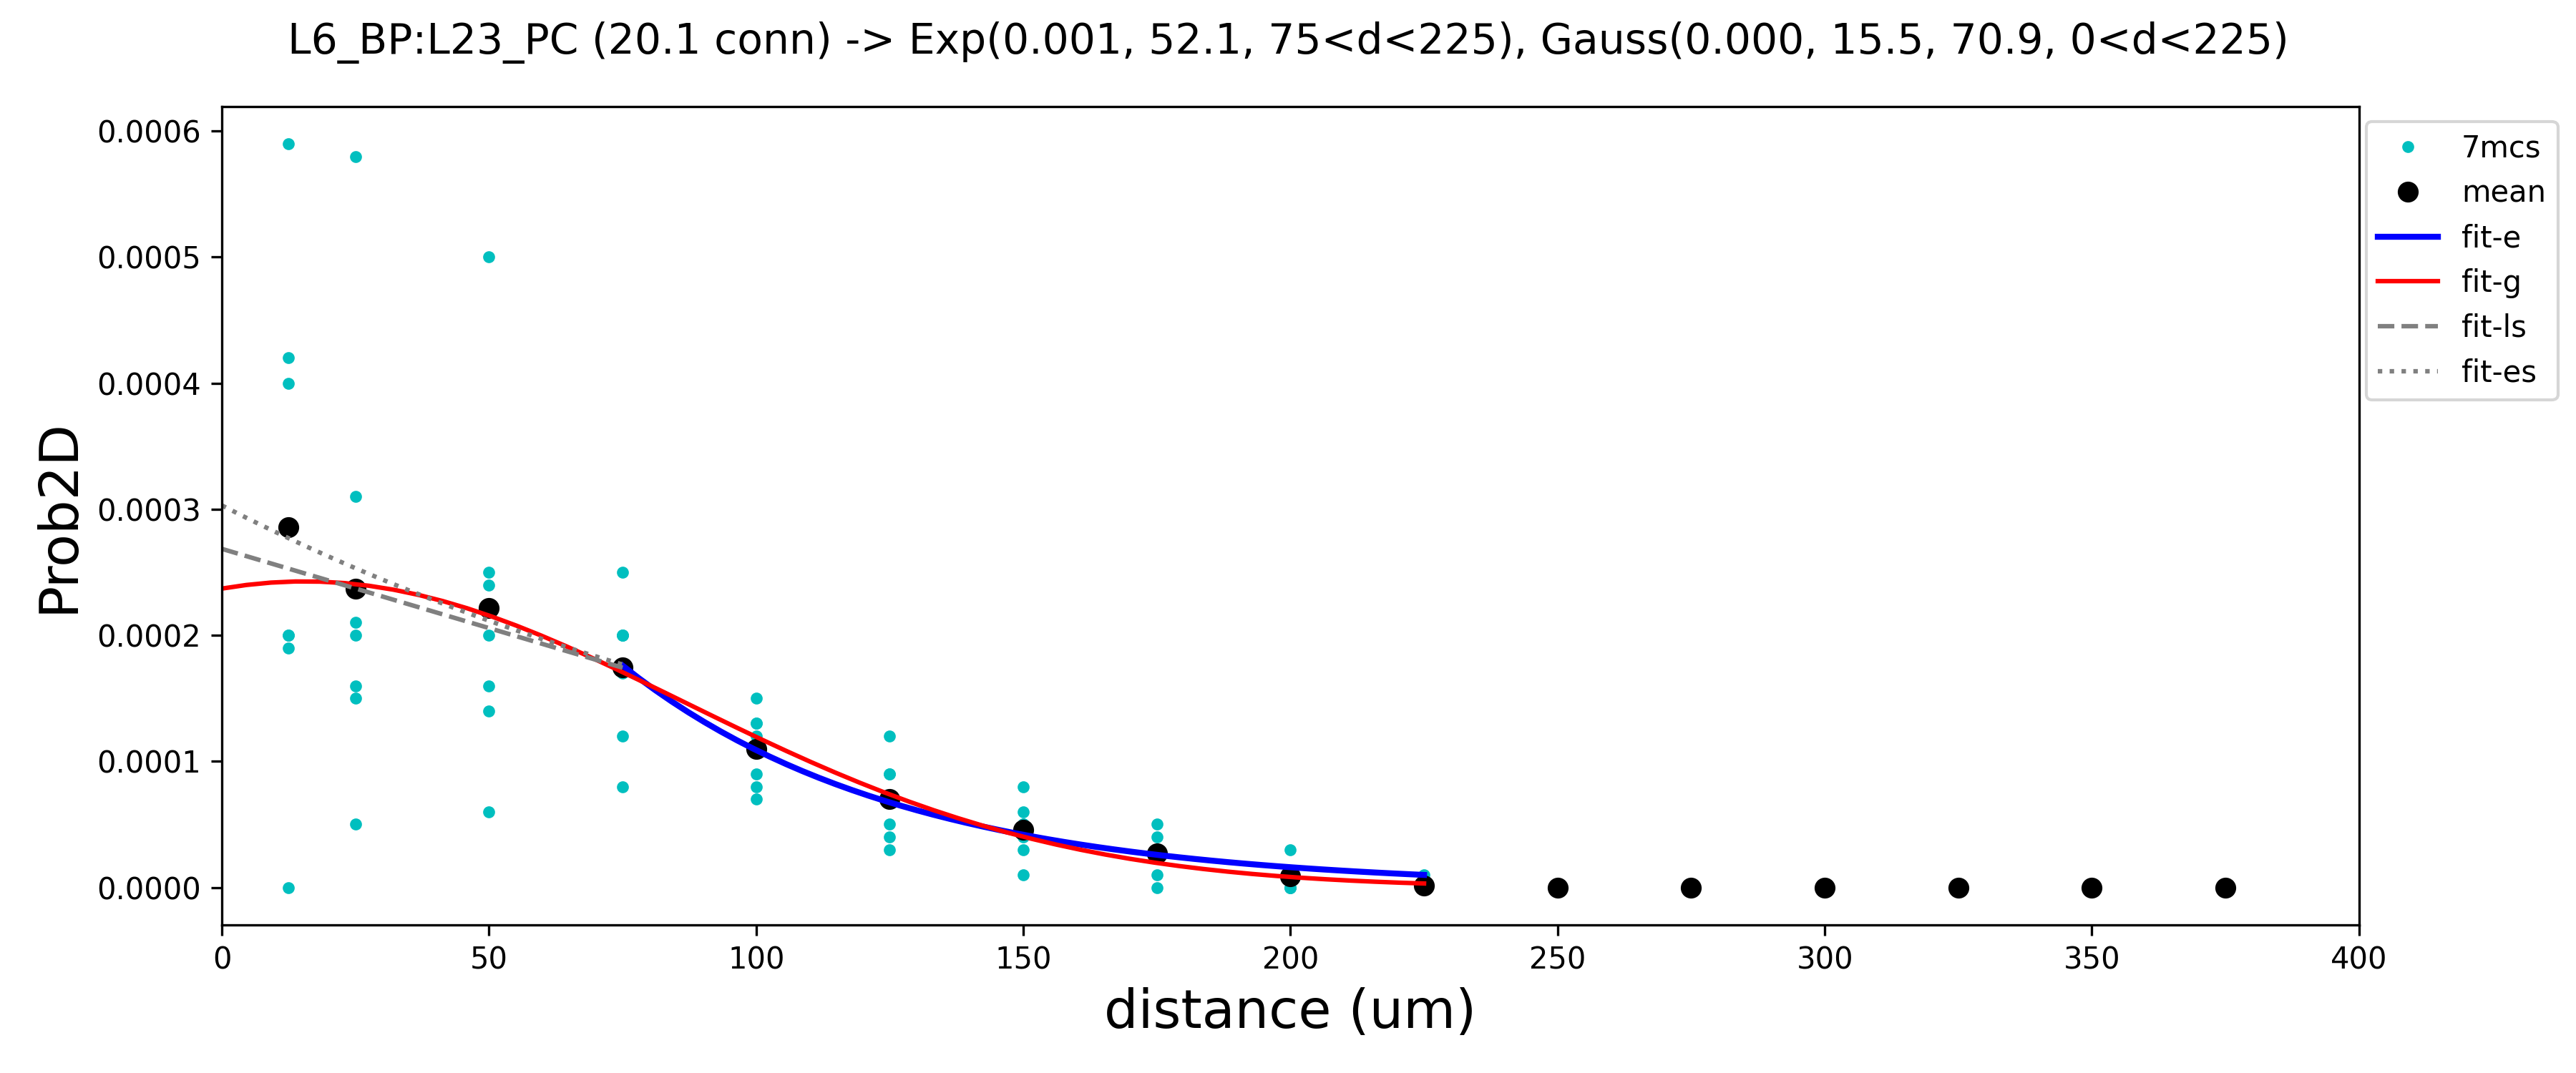 L6_BP:L23_PC (20.1 conn) -> Exp(0.001, 52.1, 75<d<225), Gauss(0.000, 15.5, 70.9, 0<d<225)
0.0006
0.0005
0.0004
0.0003
0.0002
0.0001
0.0000
Prob2D
0 50 100 150 200 250 300 350 400
distance (um)
7mcs
mean
fit-e
fit-g
fit-ls
fit-es